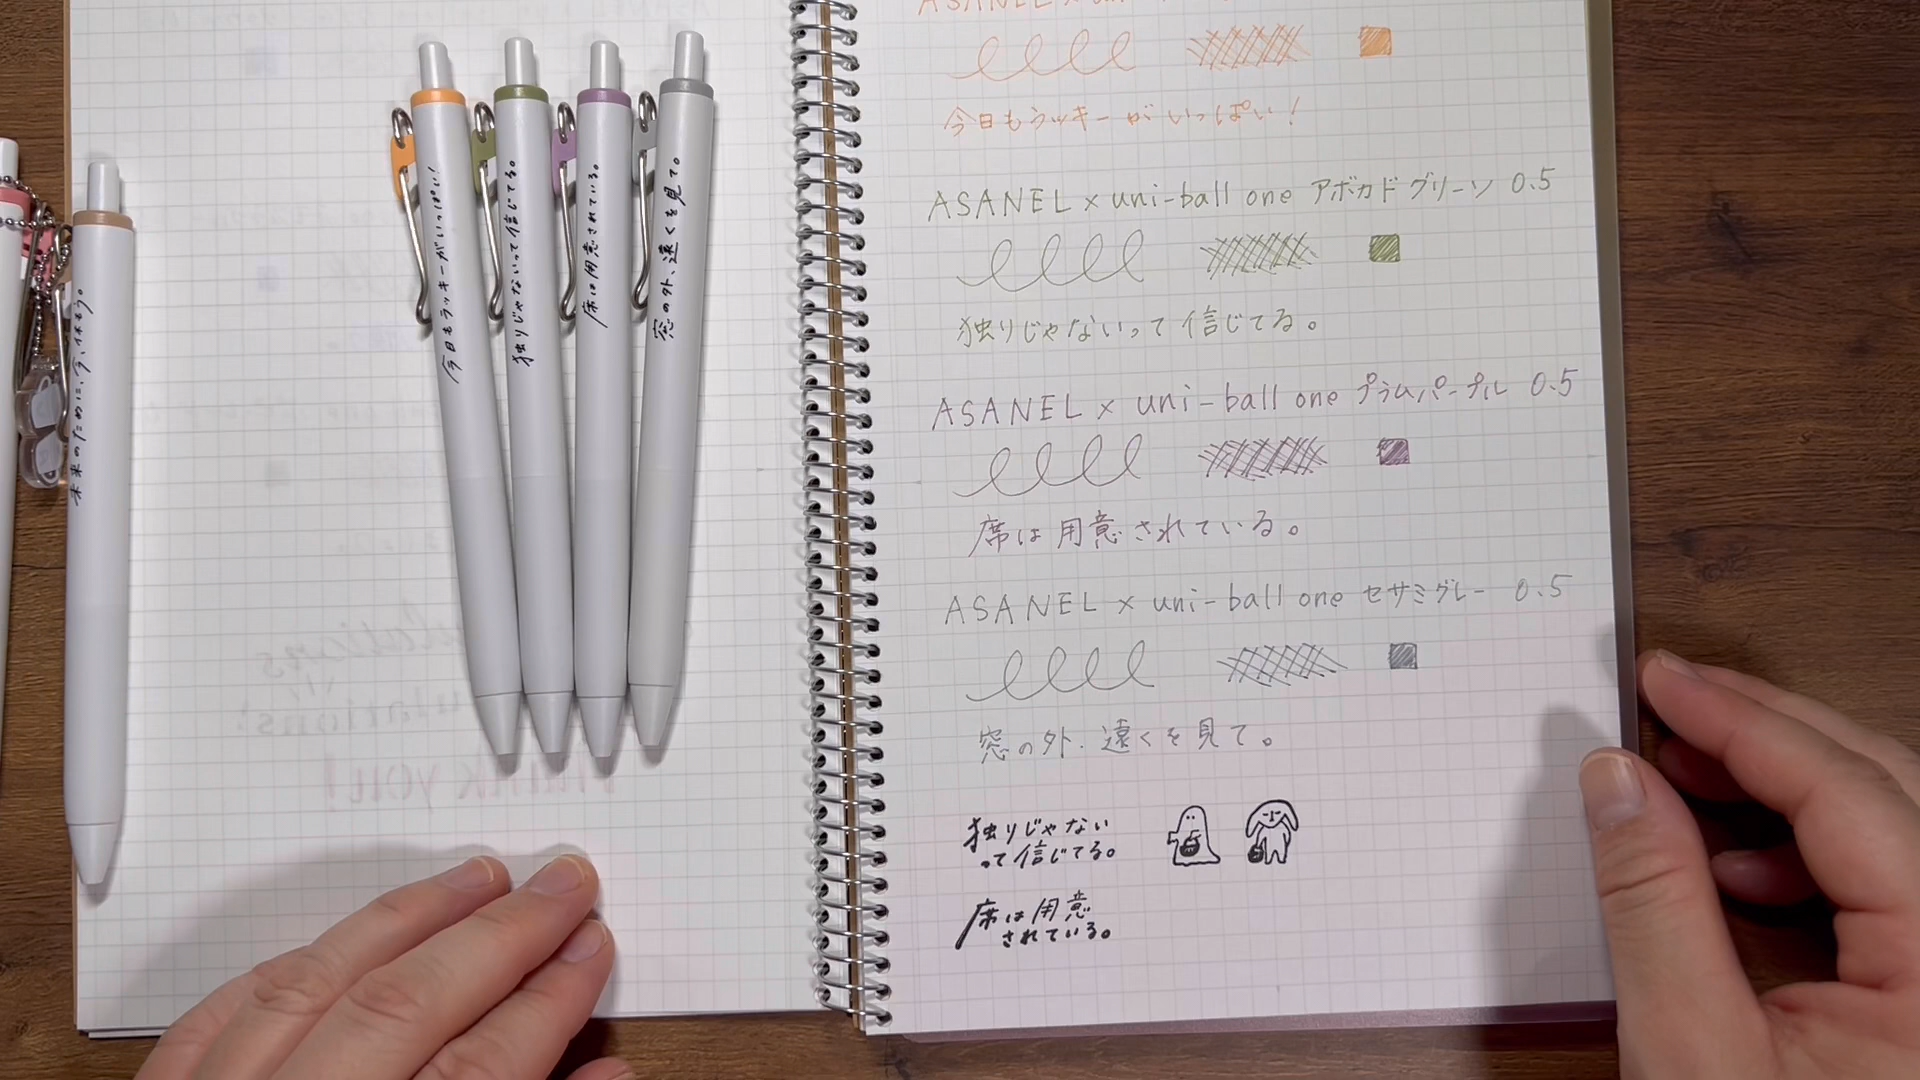 今日もラッキーがいっぱい!
独りじゃないって信じてる。
席は用意されている。
窓の外、遠くを見て。
未来のために、今、休もう。
THANK YOU!
ASANEL x uni
今日もラッキーがいっぱい!
ASANEL x uni-ball one アボカドグリーン 0.5
独りじゃないって信じてる。
ASANEL x uni-ball one プラムパープル 0.5
席は用意されている。
ASANEL x uni-ball one セサミグレー 0.5
窓の外、遠くを見て。
独りじゃない
って信じてる。
席は用意
されている。